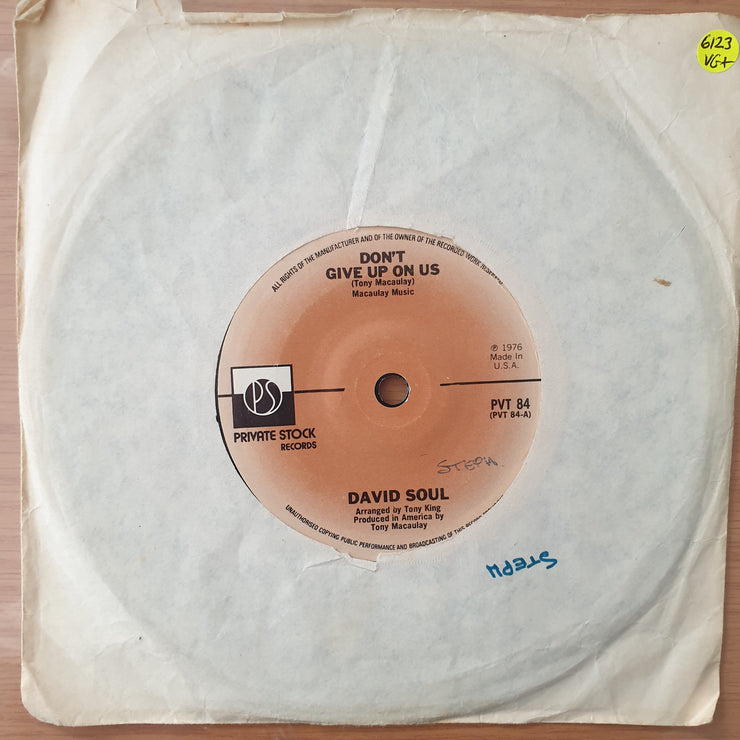 6123
VG+
ALL RIGHTS OF THE MANUFACTURER AND OF THE OWNER OF THE RECORDED WORK
DON'T
GIVE UP ON US
(Tony Macaulay)
Macaulay Music
℗ 1976
Made In
U.S.A.
PS
PRIVATE STOCK
RECORDS
PVT 84
(PVT 84-A)
STEPH.
DAVID SOUL
Arranged by Tony King
Produced in America by
Tony Macaulay
UNAUTHORISED COPYING PUBLIC PERFORMANCE AND BROADCASTING OF THIS
STEPH